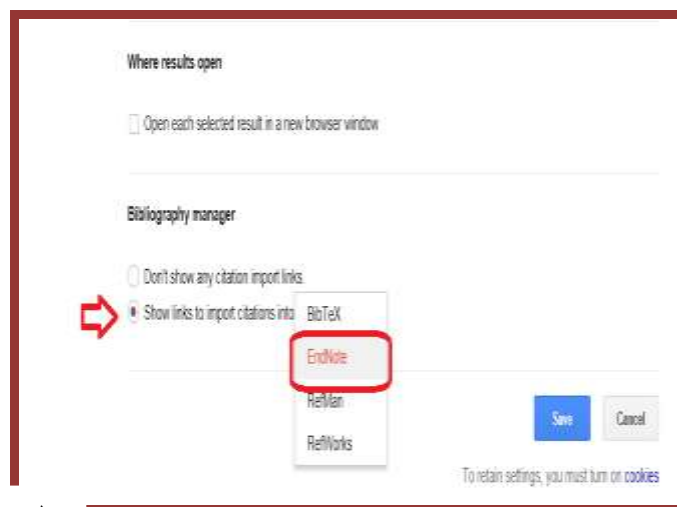 Where results open
Open each selected result in a new browser window
Bibliography manager
Don't show any citation import links.
Show links to import citations into
BibTeX
EndNote
RefMan
RefWorks
Save
Cancel
To retain settings, you must turn on cookies